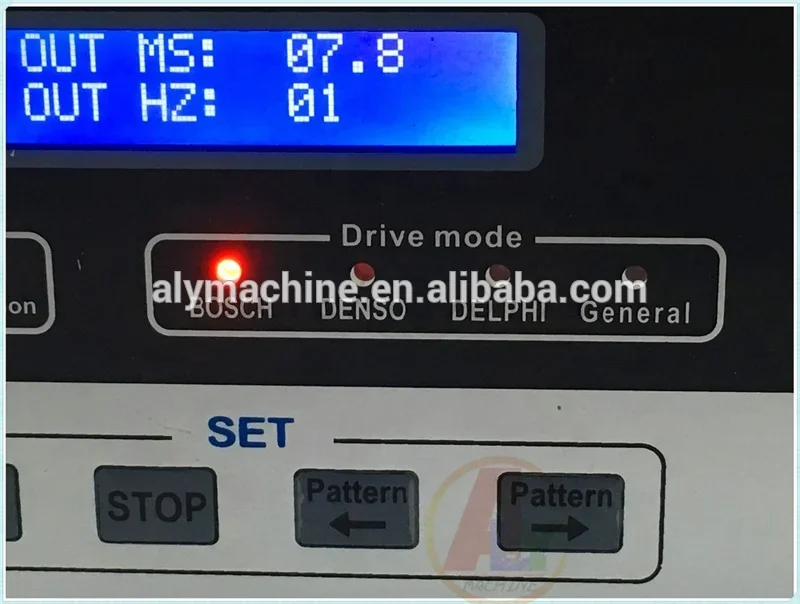 OUT MS: 07.8
OUT HZ: 01
Drive mode
alymachine.en.alibaba.com
on
BOSCH DENSO DELPHI General
SET
STOP Pattern Pattern
MACHINE